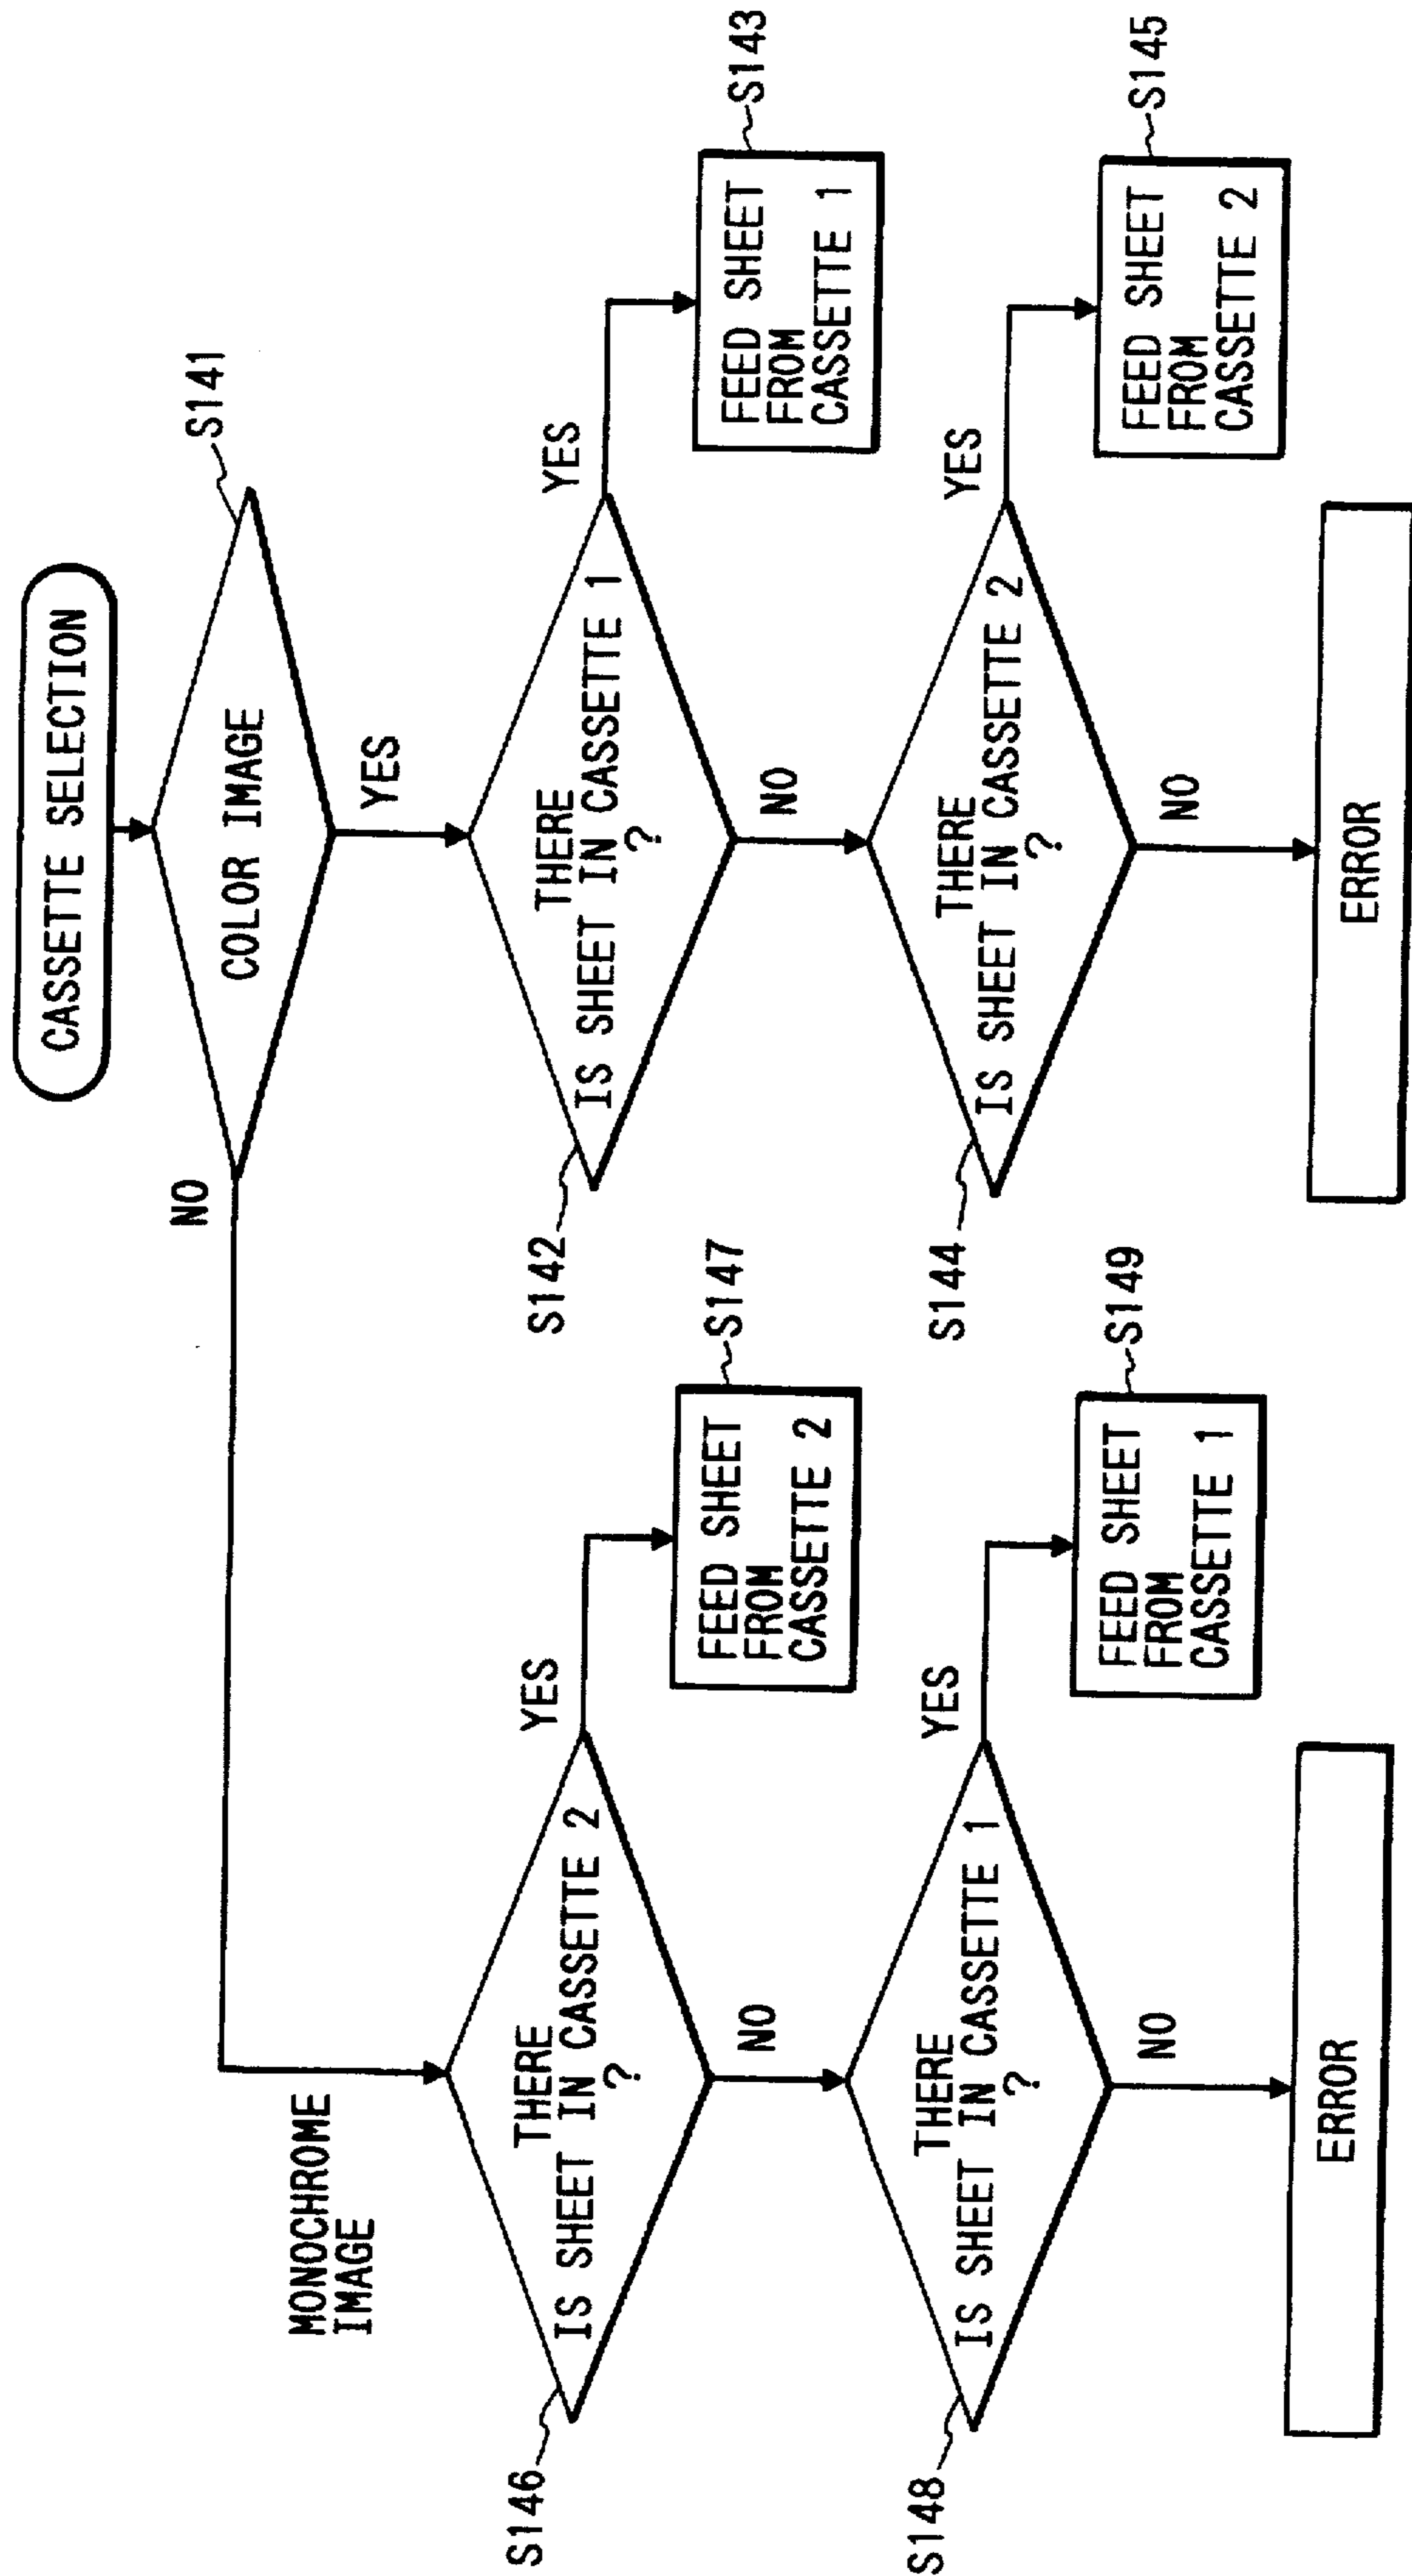 CASSETTE SELECTION
S141
COLOR IMAGE
NO
YES
MONOCHROME
IMAGE
S146
THERE
IS SHEET IN CASSETTE 2
?
YES
NO
S147
FEED SHEET
FROM
CASSETTE 2
S148
THERE
IS SHEET IN CASSETTE 1
?
YES
NO
S149
FEED SHEET
FROM
CASSETTE 1
ERROR
S142
THERE
IS SHEET IN CASSETTE 1
?
YES
NO
S143
FEED SHEET
FROM
CASSETTE 1
S144
THERE
IS SHEET IN CASSETTE 2
?
YES
NO
S145
FEED SHEET
FROM
CASSETTE 2
ERROR